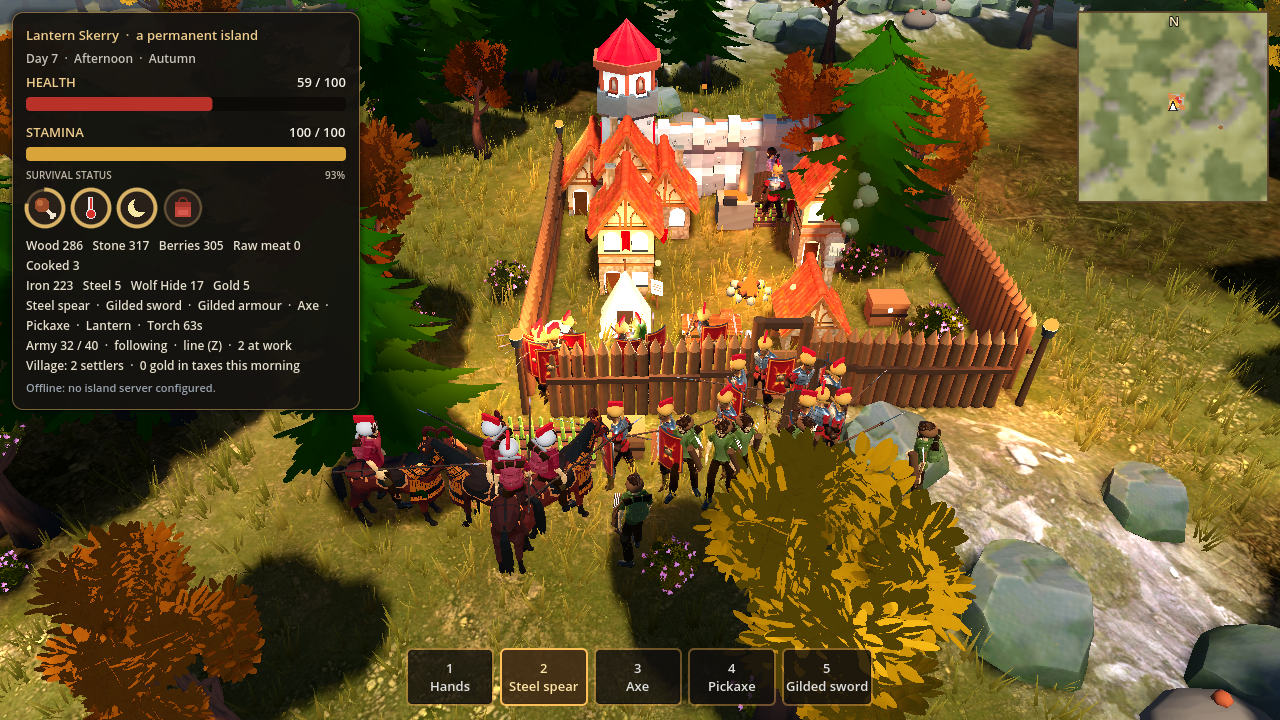 Lantern Skerry · a permanent island
Day 7 · Afternoon · Autumn
HEALTH 59 / 100
STAMINA 100 / 100
SURVIVAL STATUS 93%
Wood 286 Stone 317 Berries 305 Raw meat 0
Cooked 3
Iron 223 Steel 5 Wolf Hide 17 Gold 5
Steel spear · Gilded sword · Gilded armour · Axe ·
Pickaxe · Lantern · Torch 63s
Army 32 / 40 · following · line (Z) · 2 at work
Village: 2 settlers · 0 gold in taxes this morning
Offline: no island server configured.
N
1 2 3 4 5
Hands Steel spear Axe Pickaxe Gilded sword